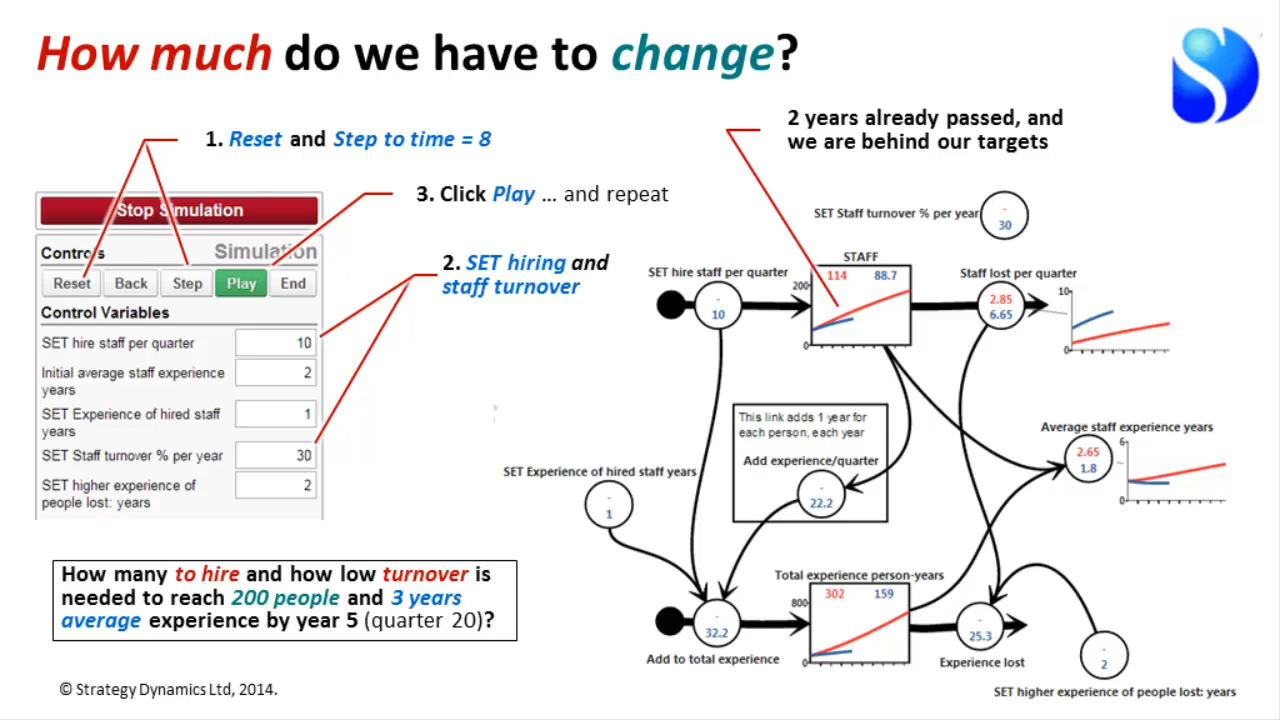 How much do we have to change?
1. Reset and Step to time = 8
2 years already passed, and
we are behind our targets
3. Click Play … and repeat
2. SET hiring and
staff turnover
Stop Simulation
Controls
Simulation
Reset
Back
Step
Play
End
Control Variables
SET hire staff per quarter
10
Initial average staff experience
years
2
SET Experience of hired staff
years
1
SET Staff turnover % per year
30
SET higher experience of
people lost: years
2
How many to hire and how low turnover is
needed to reach 200 people and 3 years
average experience by year 5 (quarter 20)?
© Strategy Dynamics Ltd, 2014.
SET Staff turnover % per year
-
30
SET hire staff per quarter
-
10
STAFF
114 88.7
200
0
Staff lost per quarter
2.85
6.65
10
0
This link adds 1 year for
each person, each year
Add experience/quarter
-
22.2
Average staff experience years
2.65
1.8
6
0
SET Experience of hired staff years
-
1
Total experience person-years
302 159
800
0
-
32.2
Add to total experience
-
25.3
Experience lost
-
2
SET higher experience of people lost: years